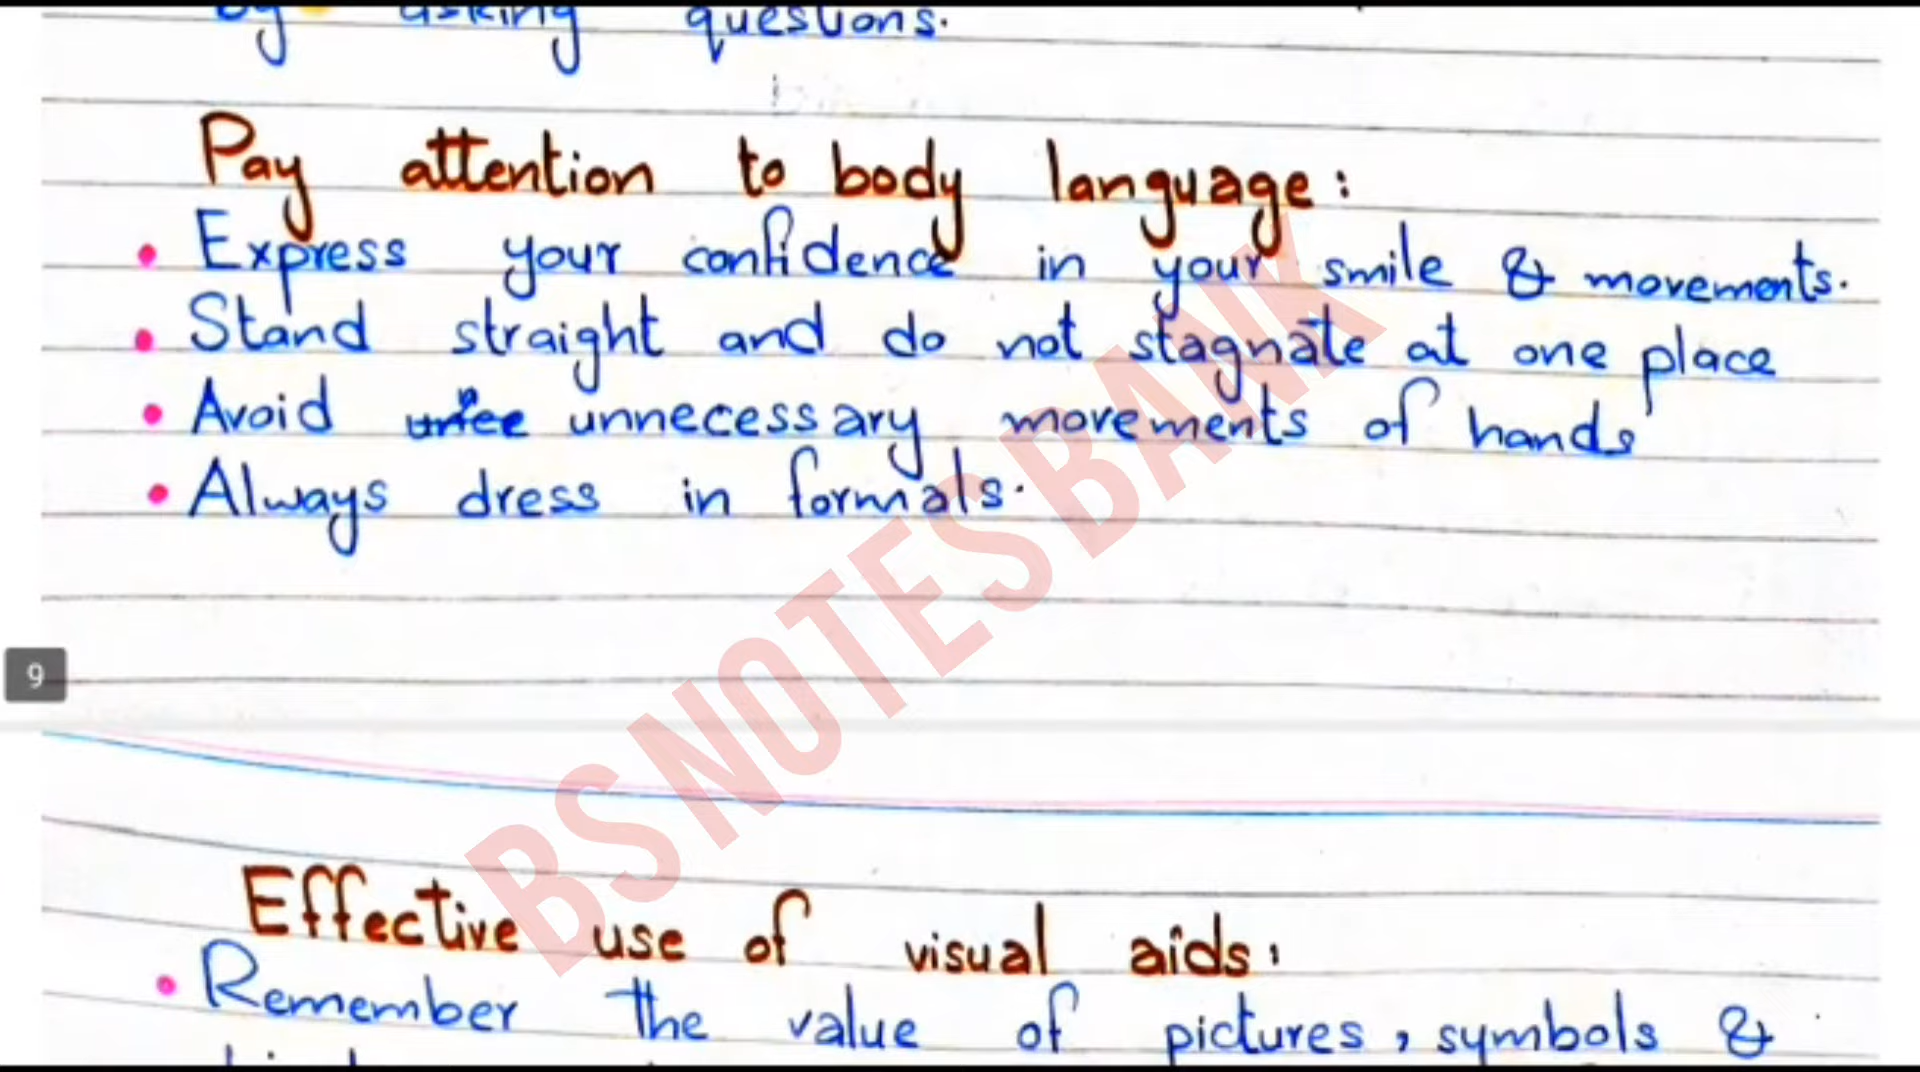 by asking questions.
Pay attention to body language:
• Express your confidence in your smile & movements.
• Stand straight and do not stagnate at one place
• Avoid unnecessary movements of hands
• Always dress in formals.
BSNOTESBANK
9
Effective use of visual aids:
• Remember the value of pictures, symbols &